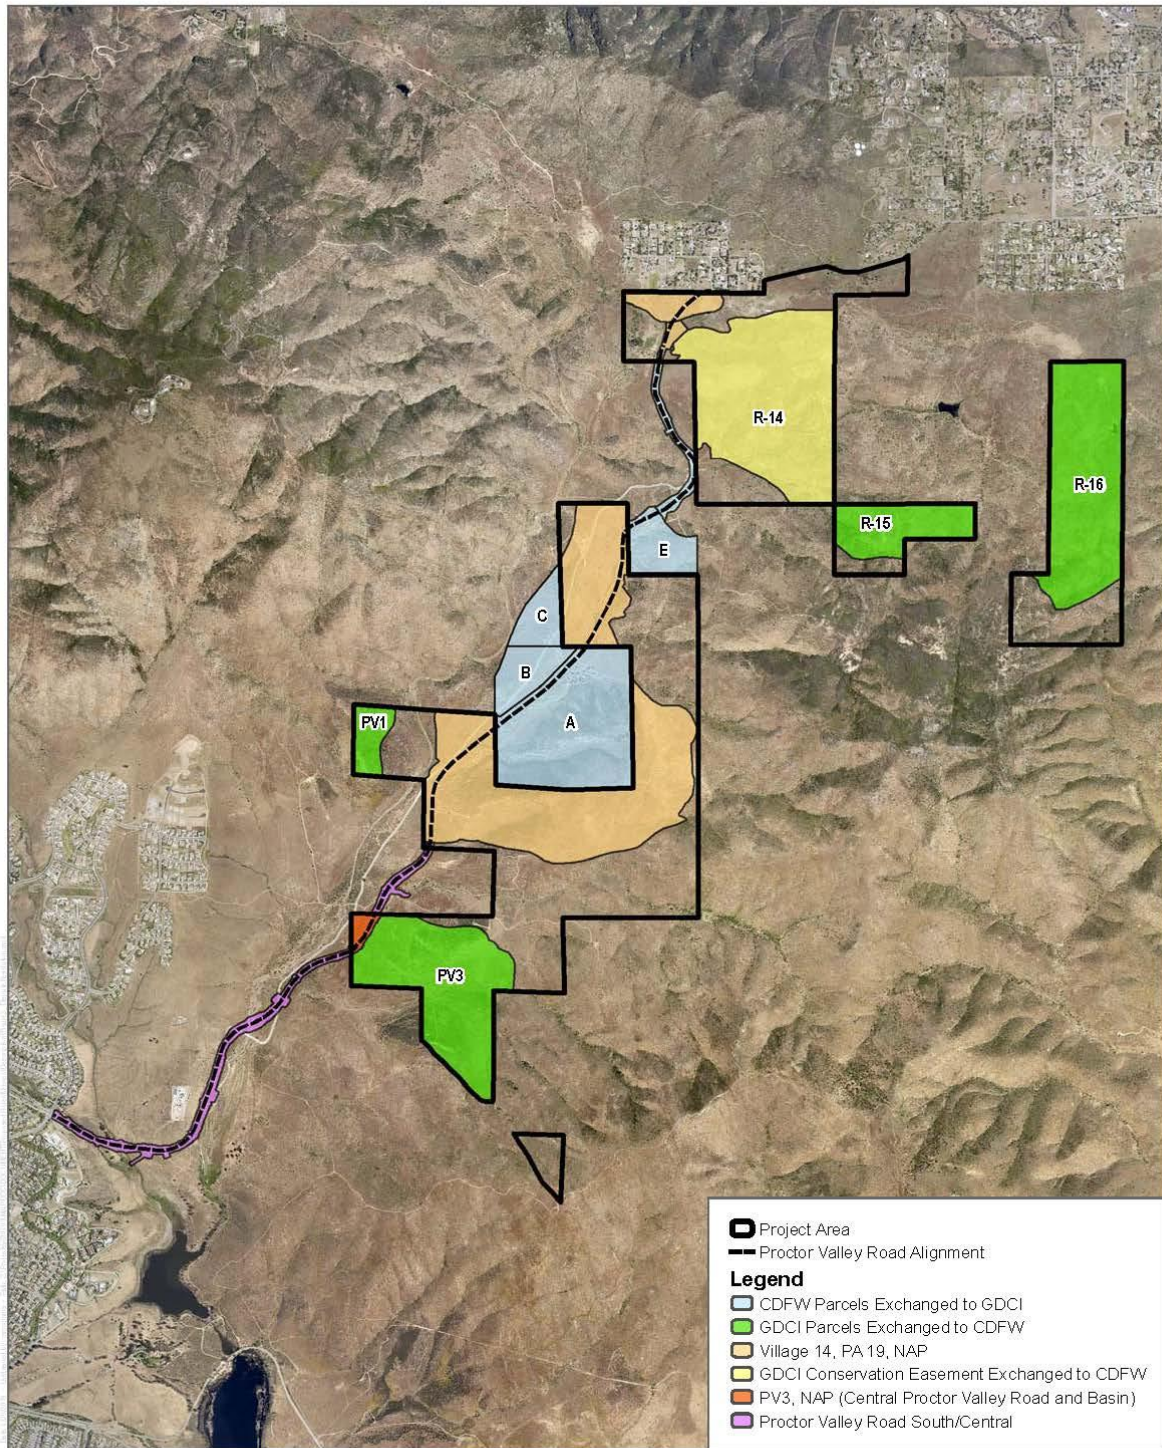 R-14
R-16
R-15
E
C
B
PV1
A
PV3
Project Area
Proctor Valley Road Alignment
Legend
CDFW Parcels Exchanged to GDCI
GDCI Parcels Exchanged to CDFW
Village 14, PA 19, NAP
GDCI Conservation Easement Exchanged to CDFW
PV3, NAP (Central Proctor Valley Road and Basin)
Proctor Valley Road South/Central